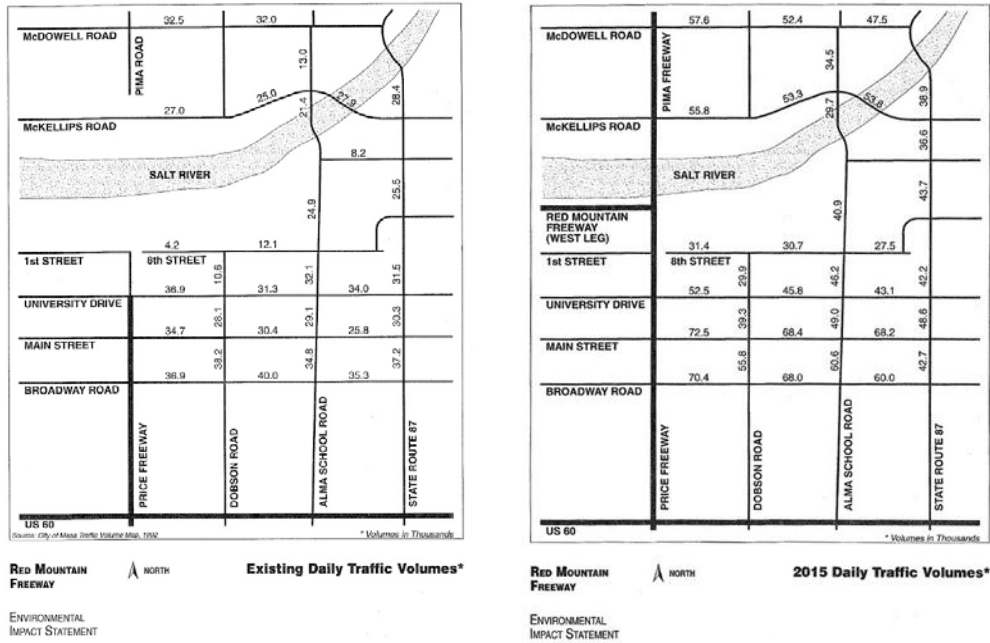 32.5 32.0
McDOWELL ROAD
PIMA ROAD
13.0
28.4
25.0
21.4
27.9
27.0
McKELLIPS ROAD
8.2
SALT RIVER
25.5
24.9
4.2 12.1
1st STREET
8th STREET
10.6
32.1
31.5
36.9 31.3 34.0
UNIVERSITY DRIVE
28.1
29.1
30.3
34.7 30.4 25.8
MAIN STREET
38.2
34.8
37.2
36.9 40.0 35.3
BROADWAY ROAD
PRICE FREEWAY
DOBSON ROAD
ALMA SCHOOL ROAD
STATE ROUTE 87
US 60
Source: City of Mesa Traffic Volume Map, 1992
* Volumes in Thousands
RED MOUNTAIN
FREEWAY
NORTH
Existing Daily Traffic Volumes*
ENVIRONMENTAL
IMPACT STATEMENT
57.6 52.4 47.5
McDOWELL ROAD
PIMA FREEWAY
34.5
38.9
53.3
29.7
53.8
55.8
McKELLIPS ROAD
36.6
SALT RIVER
43.7
40.9
RED MOUNTAIN
FREEWAY
(WEST LEG)
31.4 30.7 27.5
1st STREET
8th STREET
29.9
46.2
42.2
52.5 45.8 43.1
UNIVERSITY DRIVE
39.3
49.0
48.6
72.5 68.4 68.2
MAIN STREET
55.8
60.6
42.7
70.4 68.0 60.0
BROADWAY ROAD
PRICE FREEWAY
DOBSON ROAD
ALMA SCHOOL ROAD
STATE ROUTE 87
US 60
* Volumes in Thousands
RED MOUNTAIN
FREEWAY
NORTH
2015 Daily Traffic Volumes*
ENVIRONMENTAL
IMPACT STATEMENT